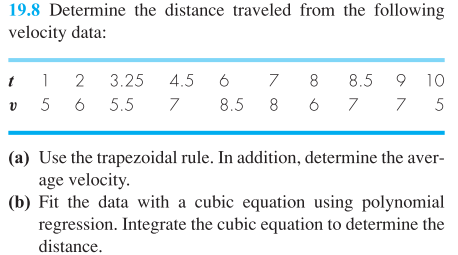 19.8 Determine the distance traveled from the following
velocity data:
t 1 2 3.25 4.5 6 7 8 8.5 9 10
v 5 6 5.5 7 8.5 8 6 7 7 5
(a) Use the trapezoidal rule. In addition, determine the aver-
age velocity.
(b) Fit the data with a cubic equation using polynomial
regression. Integrate the cubic equation to determine the
distance.